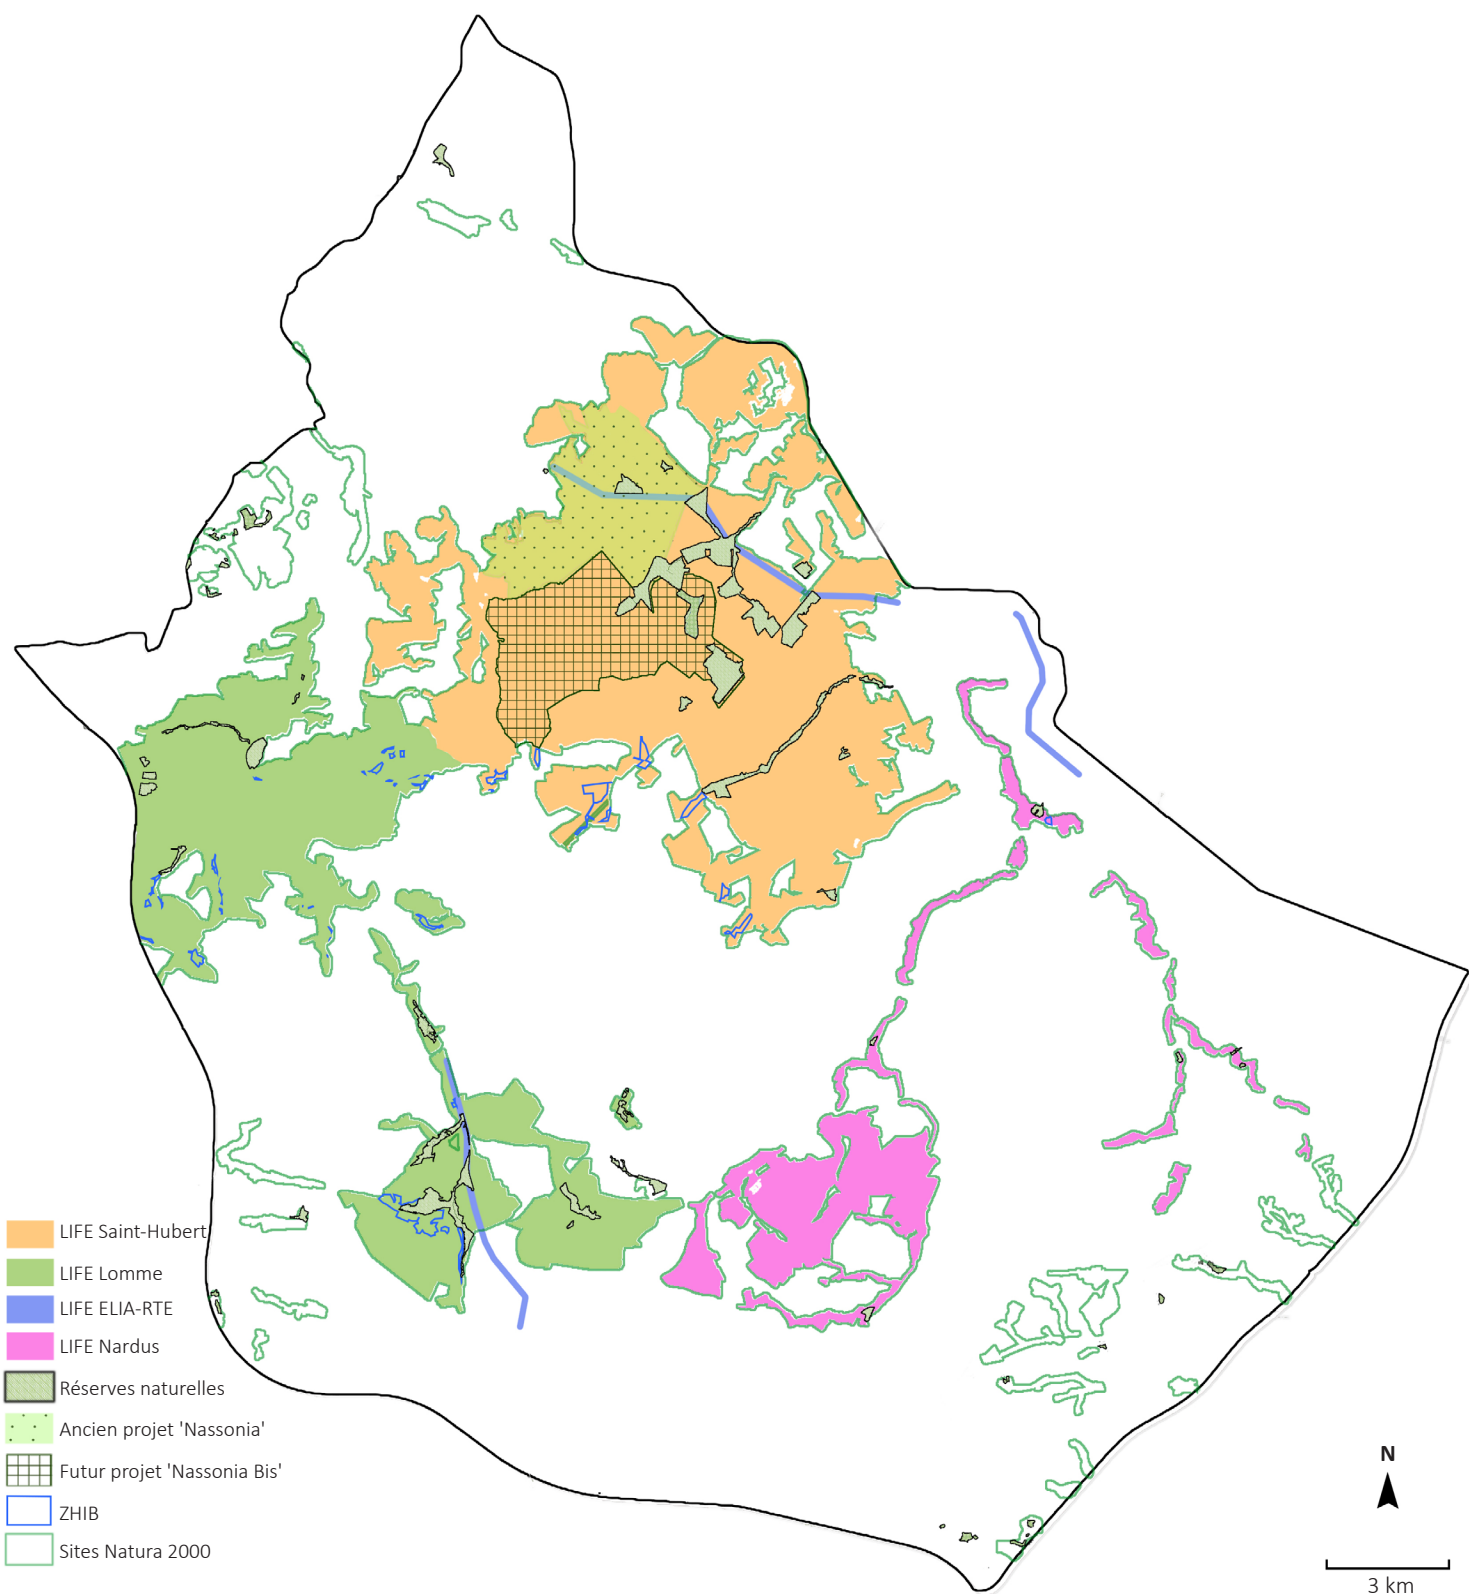 LIFE Saint-Hubert
LIFE Lomme
LIFE ELIA-RTE
LIFE Nardus
Réserves naturelles
Ancien projet 'Nassonia'
Futur projet 'Nassonia Bis'
ZHIB
Sites Natura 2000
N
3 km